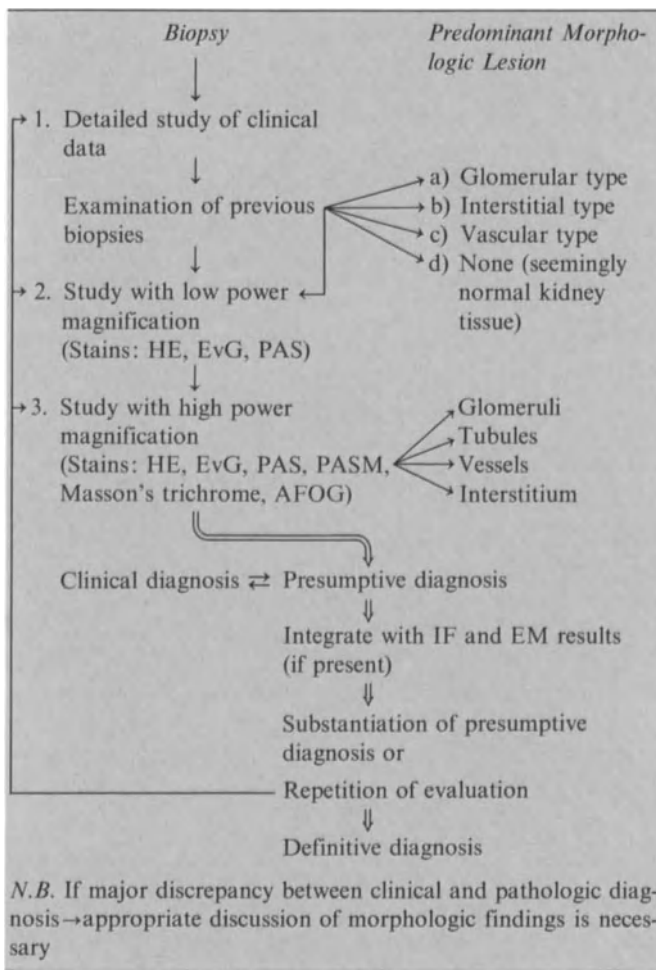 Biopsy
Predominant Morpho-
logic Lesion
1. Detailed study of clinical
data
Examination of previous
biopsies
a) Glomerular type
b) Interstitial type
c) Vascular type
d) None (seemingly
normal kidney
tissue)
2. Study with low power
magnification
(Stains: HE, EvG, PAS)
3. Study with high power
magnification
(Stains: HE, EvG, PAS, PASM,
Masson's trichrome, AFOG)
Glomeruli
Tubules
Vessels
Interstitium
Clinical diagnosis ⇄ Presumptive diagnosis
Integrate with IF and EM results
(if present)
Substantiation of presumptive
diagnosis or
Repetition of evaluation
Definitive diagnosis
N.B. If major discrepancy between clinical and pathologic diag-
nosis→appropriate discussion of morphologic findings is neces-
sary